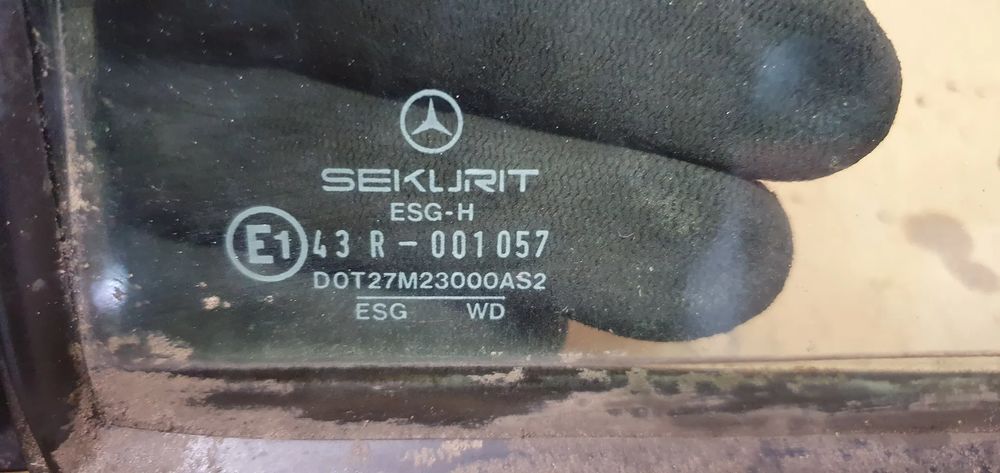 SEKURIT
ESG-H
E1 43 R-001057
DOT27M23000AS2
ESG WD